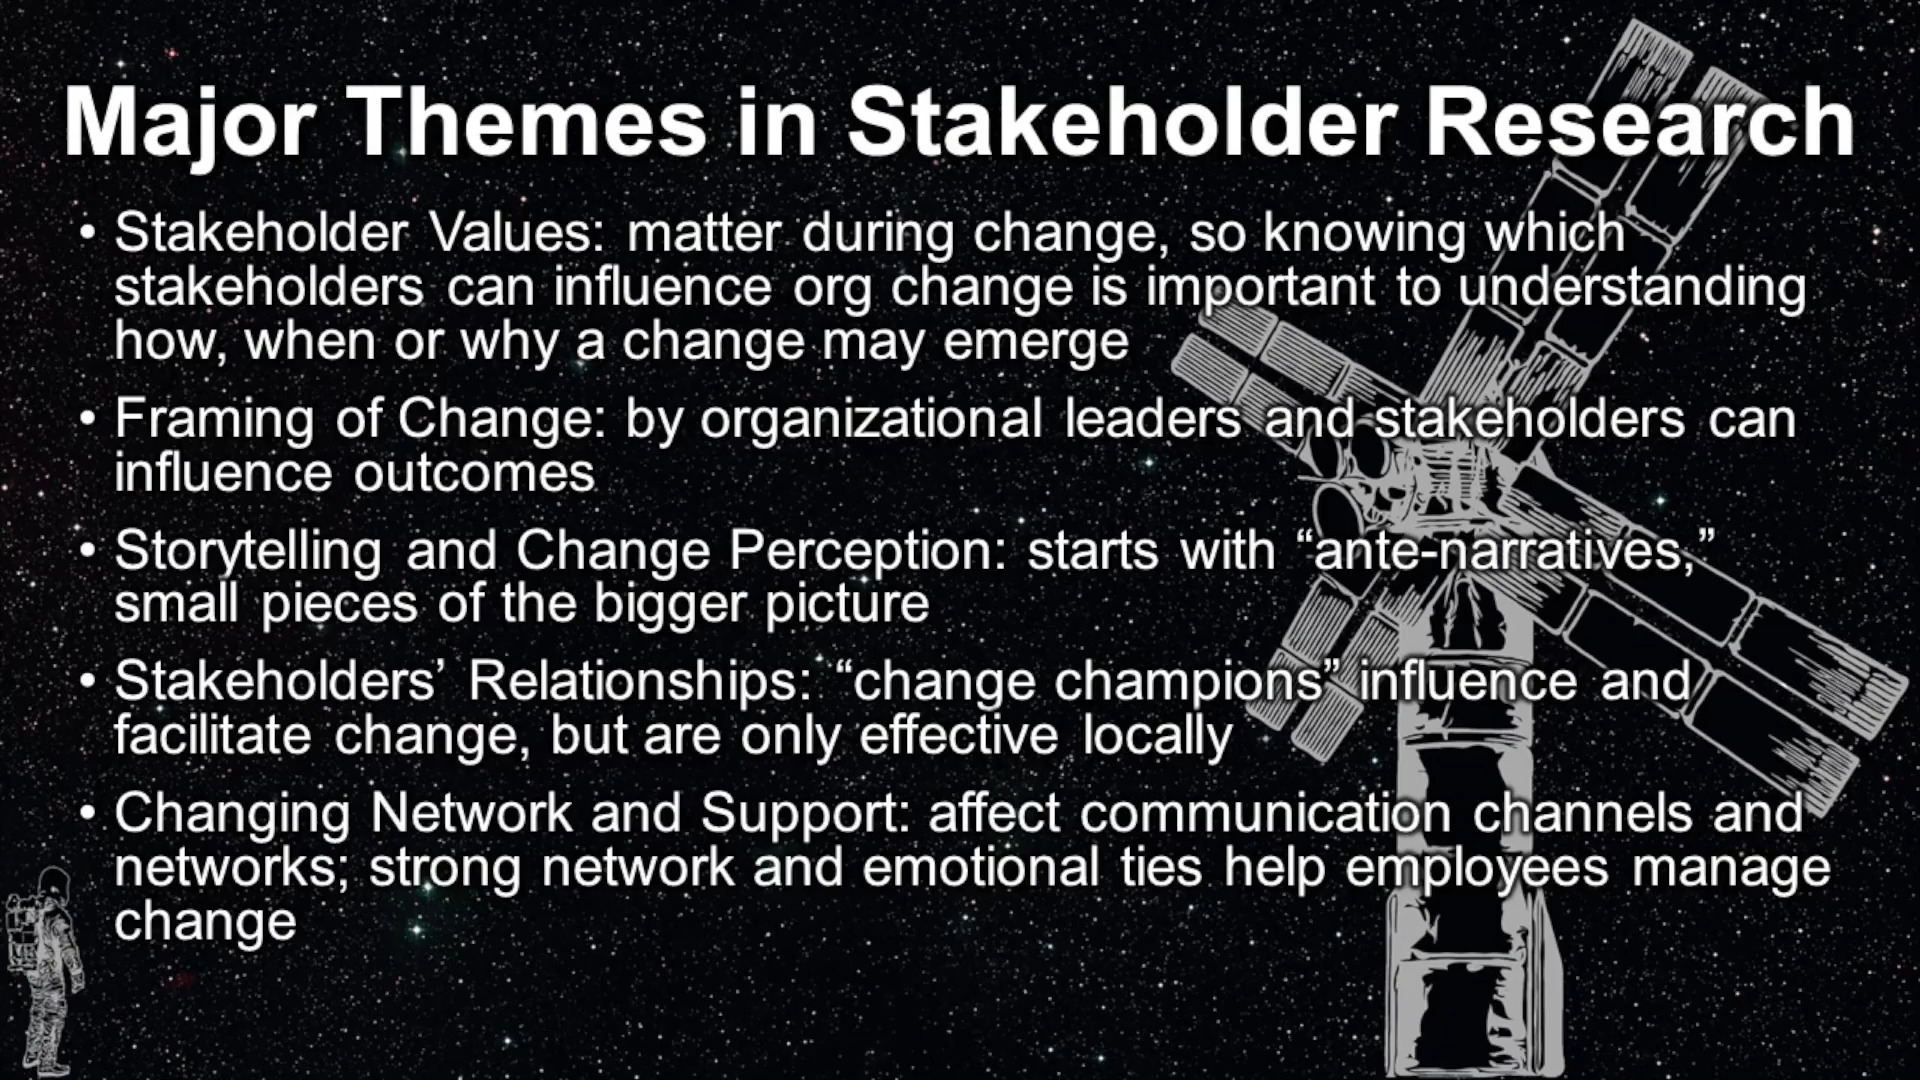 Major Themes in Stakeholder Research
• Stakeholder Values: matter during change, so knowing which
stakeholders can influence org change is important to understanding
how, when or why a change may emerge
• Framing of Change: by organizational leaders and stakeholders can
influence outcomes
• Storytelling and Change Perception: starts with “ante-narratives,”
small pieces of the bigger picture
• Stakeholders’ Relationships: “change champions” influence and
facilitate change, but are only effective locally
• Changing Network and Support: affect communication channels and
networks; strong network and emotional ties help employees manage
change